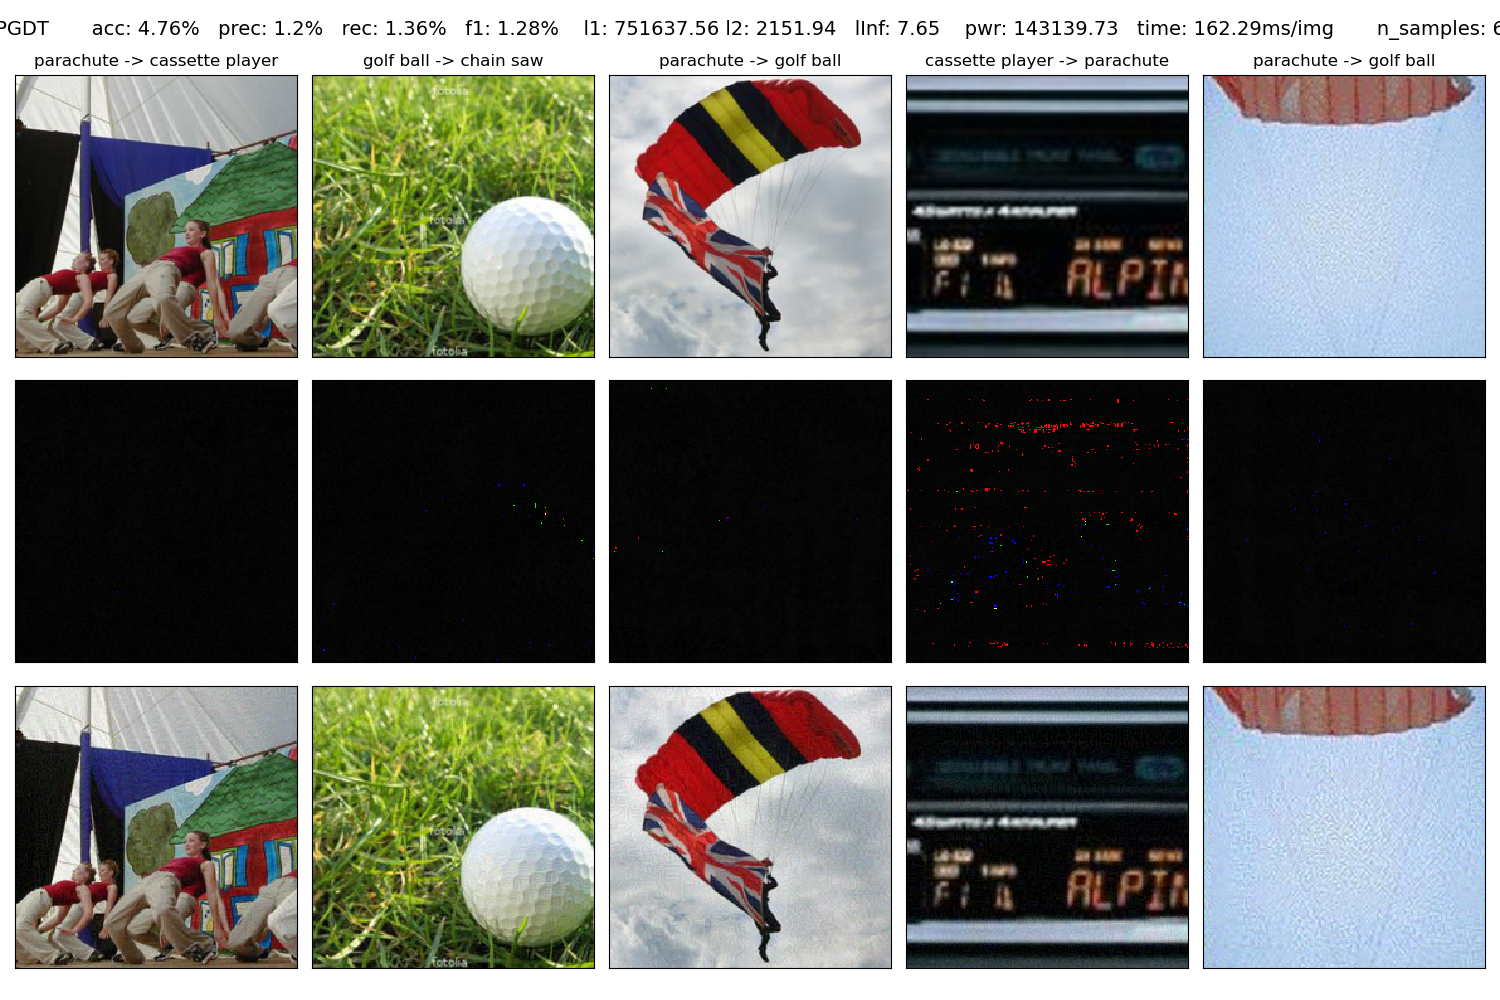 PGDT acc: 4.76% prec: 1.2% rec: 1.36% f1: 1.28% l1: 751637.56 l2: 2151.94 lInf: 7.65 pwr: 143139.73 time: 162.29ms/img n_samples: 6
parachute -> cassette player
golf ball -> chain saw
parachute -> golf ball
cassette player -> parachute
parachute -> golf ball
fotolia
fotolia
fotolia
ALPIN
fotolia
fotolia
fotolia
ALPIN